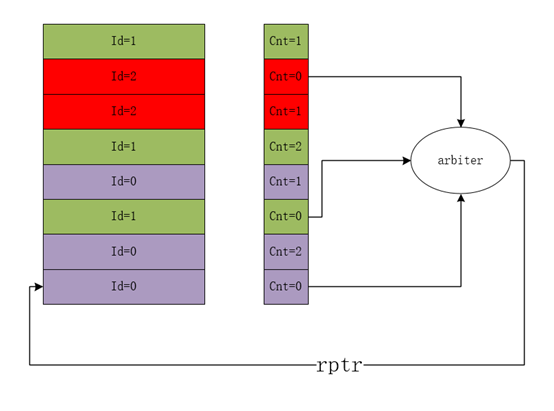 Id=1 Cnt=1
Id=2 Cnt=0
Id=2 Cnt=1
Id=1 Cnt=2
arbiter
Id=0 Cnt=1
Id=1 Cnt=0
Id=0 Cnt=2
Id=0 Cnt=0
rptr